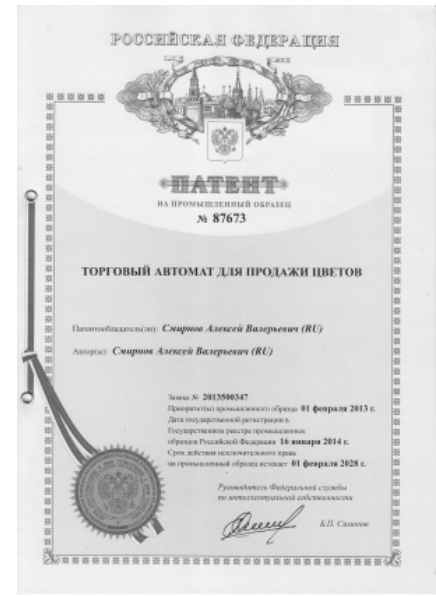 РОССИЙСКАЯ ФЕДЕРАЦИЯ
ПАТЕНТ
НА ПРОМЫШЛЕННЫЙ ОБРАЗЕЦ
№ 87673
ТОРГОВЫЙ АВТОМАТ ДЛЯ ПРОДАЖИ ЦВЕТОВ
Патентообладатель(ли): Смирнов Алексей Валерьевич (RU)
Автор(ы): Смирнов Алексей Валерьевич (RU)
Заявка № 2013500347
Приоритет(ы) промышленного образца 01 февраля 2013 г.
Дата государственной регистрации в
Государственном реестре промышленных
образцов Российской Федерации 16 января 2014 г.
Срок действия исключительного права
на промышленный образец истекает 01 февраля 2028 г.
Руководитель Федеральной службы
по интеллектуальной собственности
Б.П. Симонов